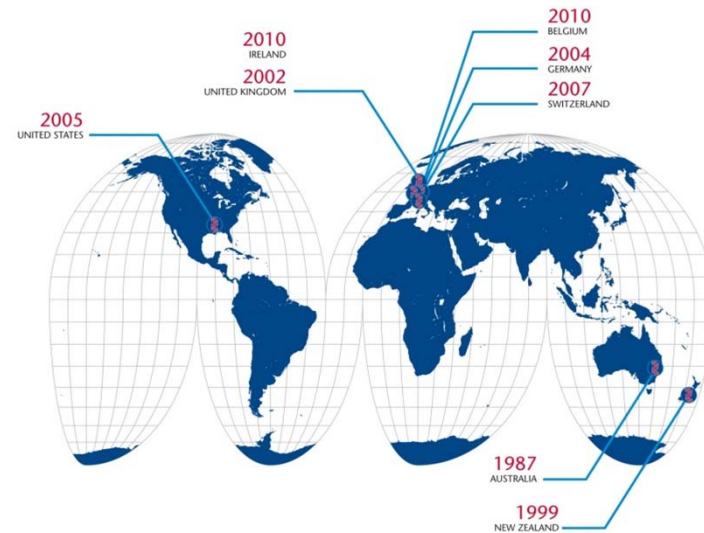 2010
IRELAND
2002
UNITED KINGDOM
2010
BELGIUM
2004
GERMANY
2007
SWITZERLAND
2005
UNITED STATES
1987
AUSTRALIA
1999
NEW ZEALAND